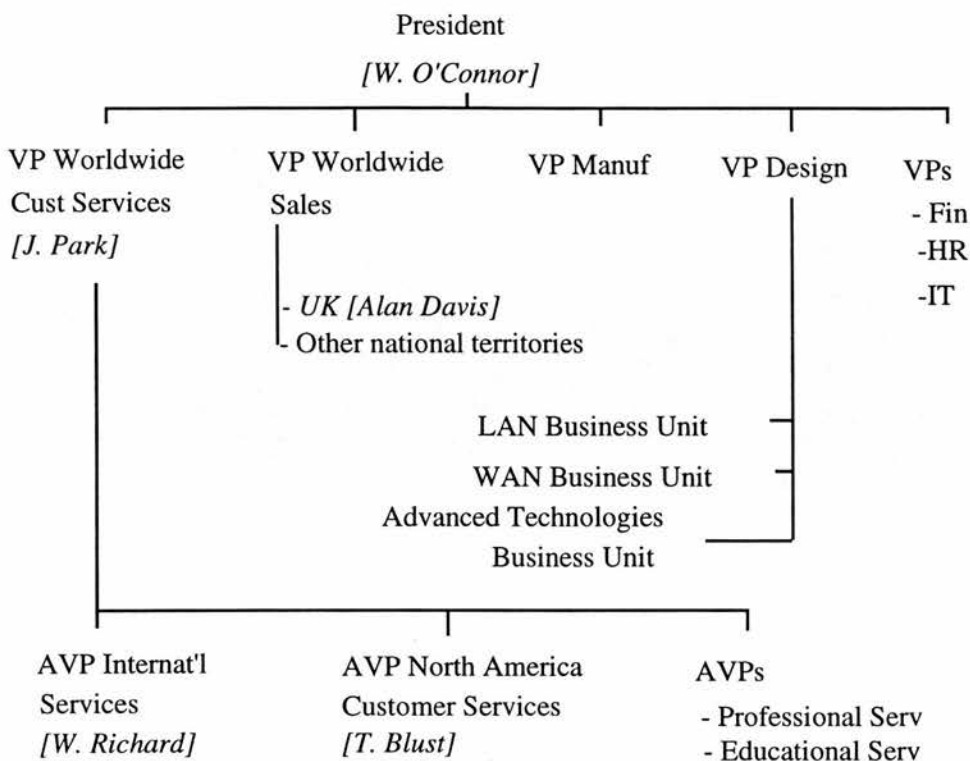 President
[W. O'Connor]
VP Worldwide
Cust Services
[J. Park]
VP Worldwide
Sales
- UK [Alan Davis]
- Other national territories
VP Manuf
VP Design
LAN Business Unit
WAN Business Unit
Advanced Technologies
Business Unit
VPs
- Fin
-HR
-IT
AVP Internat'l
Services
[W. Richard]
AVP North America
Customer Services
[T. Blust]
AVPs
- Professional Serv
- Educational Serv